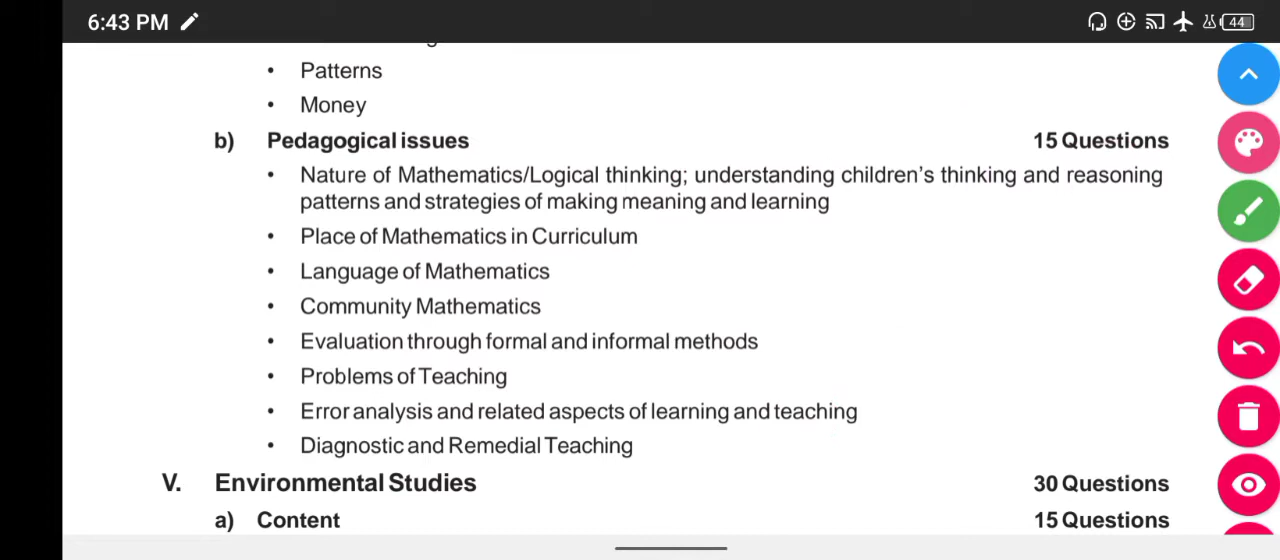 6:43 PM
44
• Patterns
• Money
b) Pedagogical issues 15 Questions
• Nature of Mathematics/Logical thinking; understanding children's thinking and reasoning
patterns and strategies of making meaning and learning
• Place of Mathematics in Curriculum
• Language of Mathematics
• Community Mathematics
• Evaluation through formal and informal methods
• Problems of Teaching
• Error analysis and related aspects of learning and teaching
• Diagnostic and Remedial Teaching
V. Environmental Studies 30 Questions
a) Content 15 Questions